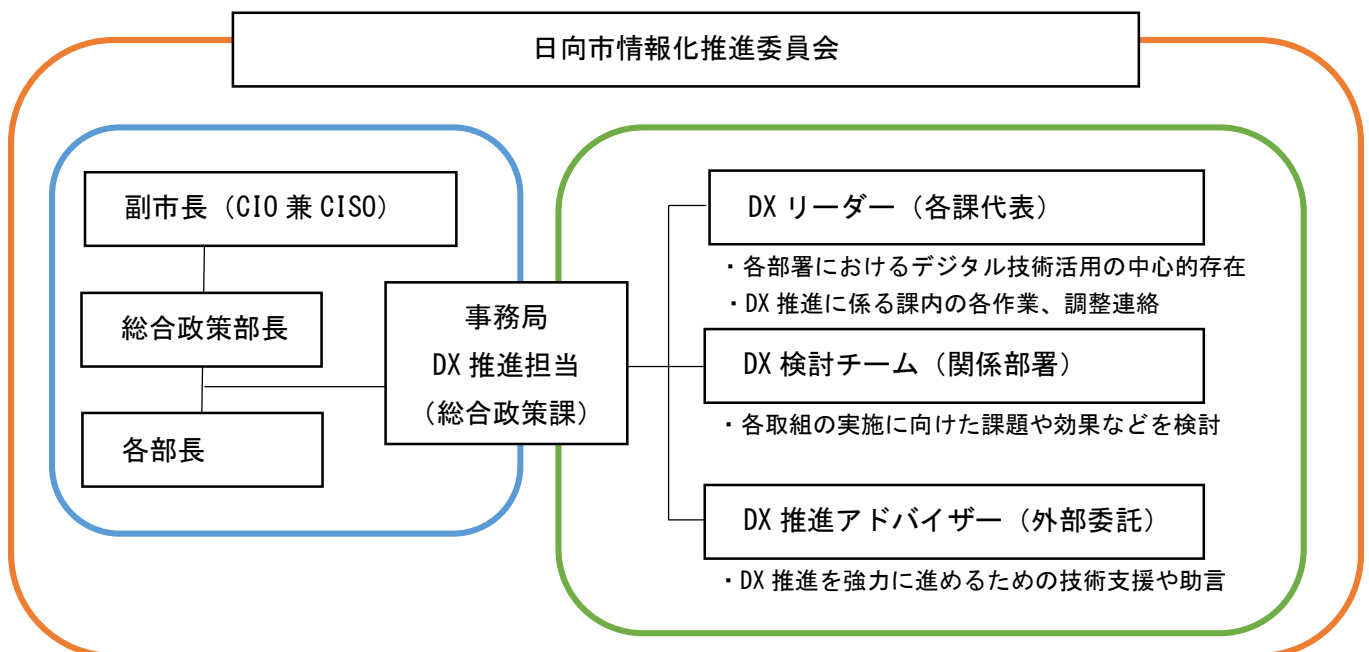 日向市情報化推進委員会
副市長（CIO 兼 CISO）
総合政策部長
各部長
事務局
DX 推進担当
（総合政策課）
DX リーダー（各課代表）
・各部署におけるデジタル技術活用の中心的存在
・DX 推進に係る課内の各作業、調整連絡
DX 検討チーム（関係部署）
・各取組の実施に向けた課題や効果などを検討
DX 推進アドバイザー（外部委託）
・DX 推進を強力に進めるための技術支援や助言